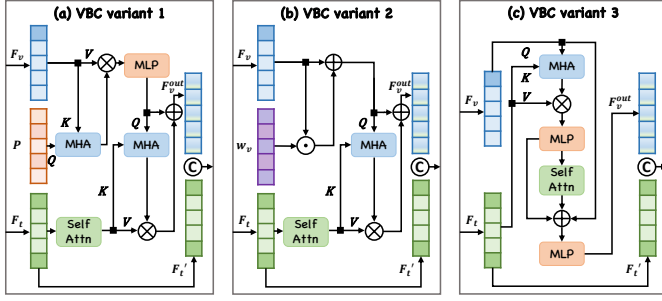 (a) VBC variant 1
F_v
V
MLP
K
F_v^out
P
Q
MHA
Q
MHA
K
F_t
Self
Attn
V
F_t'
C
(b) VBC variant 2
F_v
F_v^out
Q
w_v
MHA
K
F_t
Self
Attn
V
F_t'
C
(c) VBC variant 3
Q
MHA
K
F_v
V
F_v^out
MLP
Self
Attn
F_t
MLP
F_t'
C